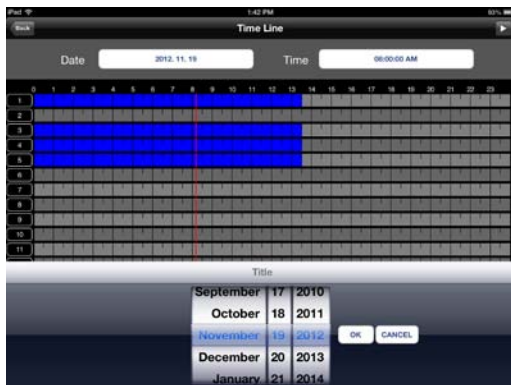 iPad 1:42 PM 93%
Back Time Line
Date 2012. 11. 19 Time 08:00:00 AM
0 1 2 3 4 5 6 7 8 9 10 11 12 13 14 15 16 17 18 19 20 21 22 23
1
2
3
4
5
6
7
8
9
10
11
Title
September 17 2010
October 18 2011
November 19 2012 OK CANCEL
December 20 2013
January 21 2014